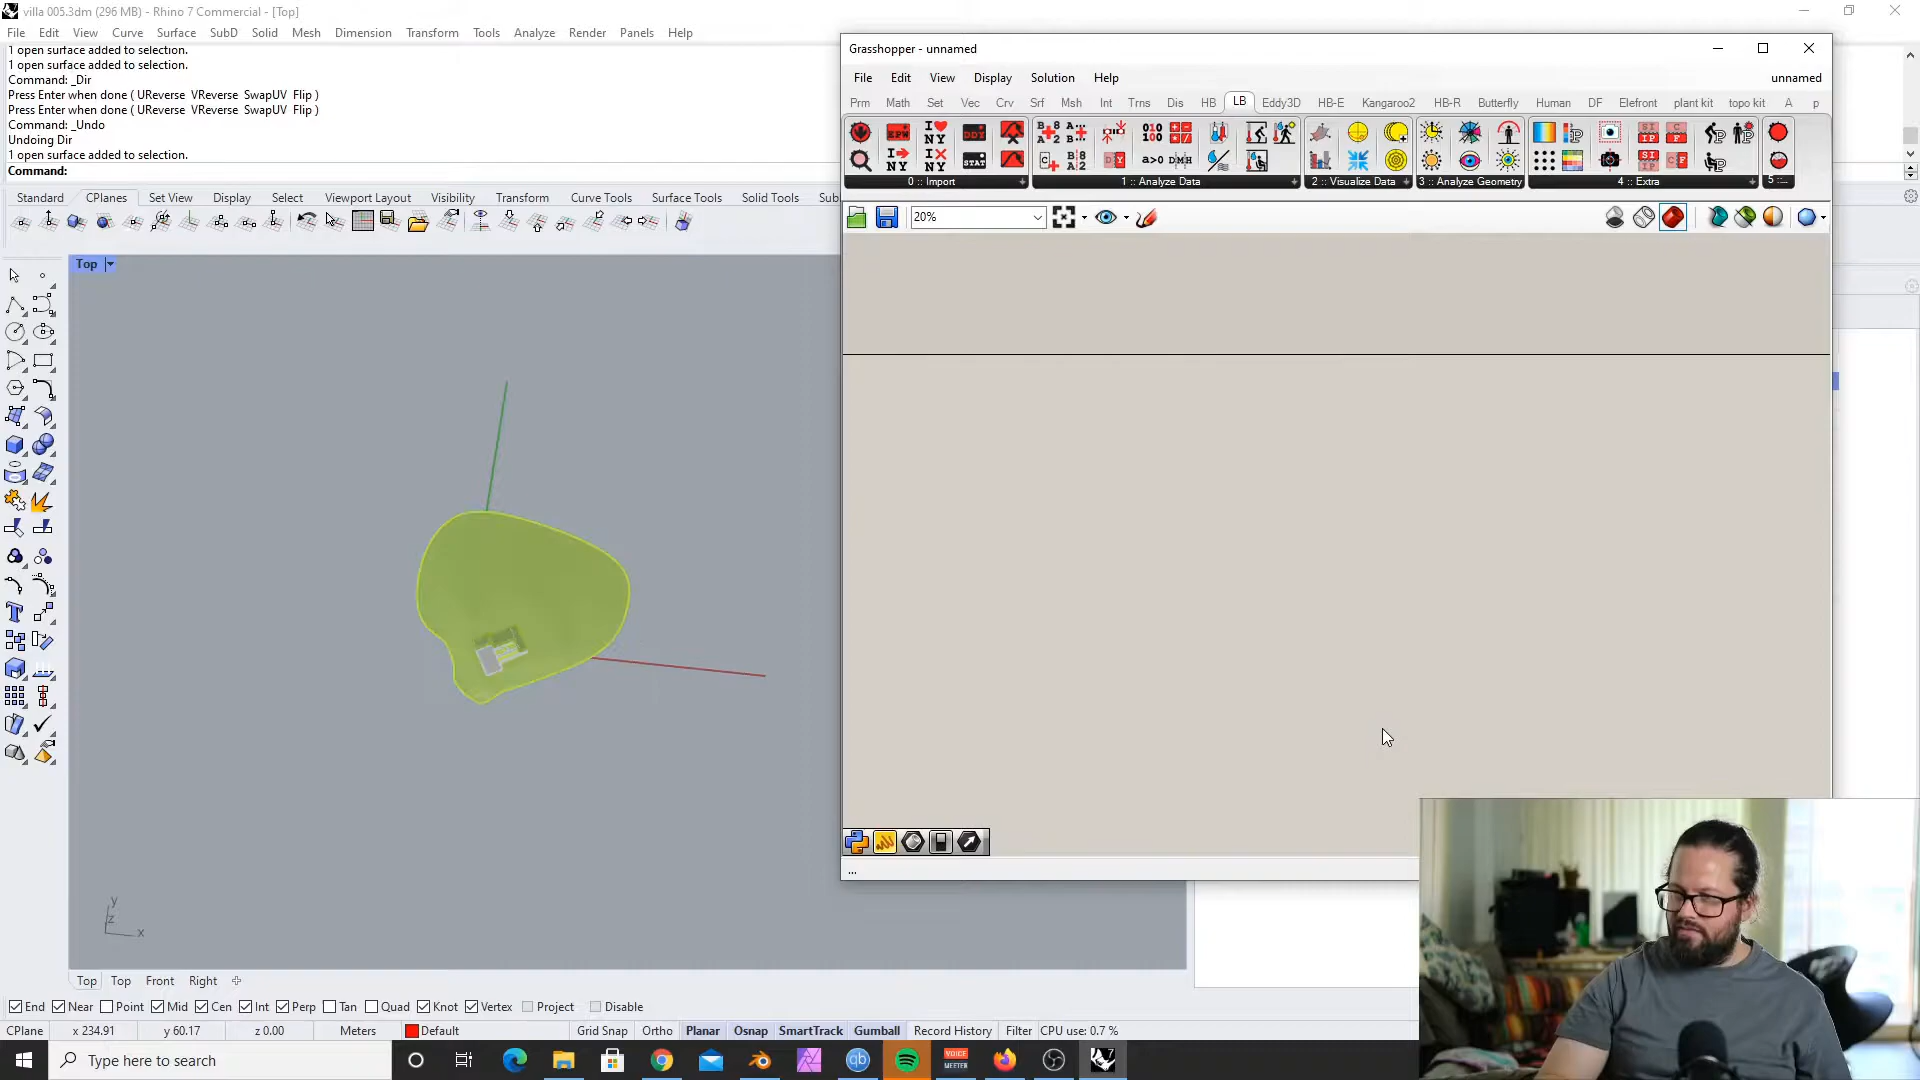 villa 005.3dm (296 MB) - Rhino 7 Commercial - [Top]
File Edit View Curve Surface SubD Solid Mesh Dimension Transform Tools Analyze Render Panels Help
1 open surface added to selection.
1 open surface added to selection.
Command: _Dir
Press Enter when done ( UReverse VReverse SwapUV Flip )
Press Enter when done ( UReverse VReverse SwapUV Flip )
Command: _Undo
Undoing Dir
1 open surface added to selection.
Command:
Standard CPlanes Set View Display Select Viewport Layout Visibility Transform Curve Tools Surface Tools Solid Tools Sub
Top
Grasshopper - unnamed
File Edit View Display Solution Help unnamed
Prm Math Set Vec Crv Srf Msh Int Trns Dis HB LB Eddy3D HB-E Kangaroo2 HB-R Butterfly Human DF Elefront plant kit topo kit A p
0 :: Import 1 :: Analyze Data 2 :: Visualize Data 3 :: Analyze Geometry 4 :: Extra 5 ::..
20%
...
y
z
x
Top Top Front Right
End Near Point Mid Cen Int Perp Tan Quad Knot Vertex Project Disable
CPlane x 234.91 y 60.17 z 0.00 Meters Default Grid Snap Ortho Planar Osnap SmartTrack Gumball Record History Filter CPU use: 0.7 %
Type here to search
VOICE
MEETER